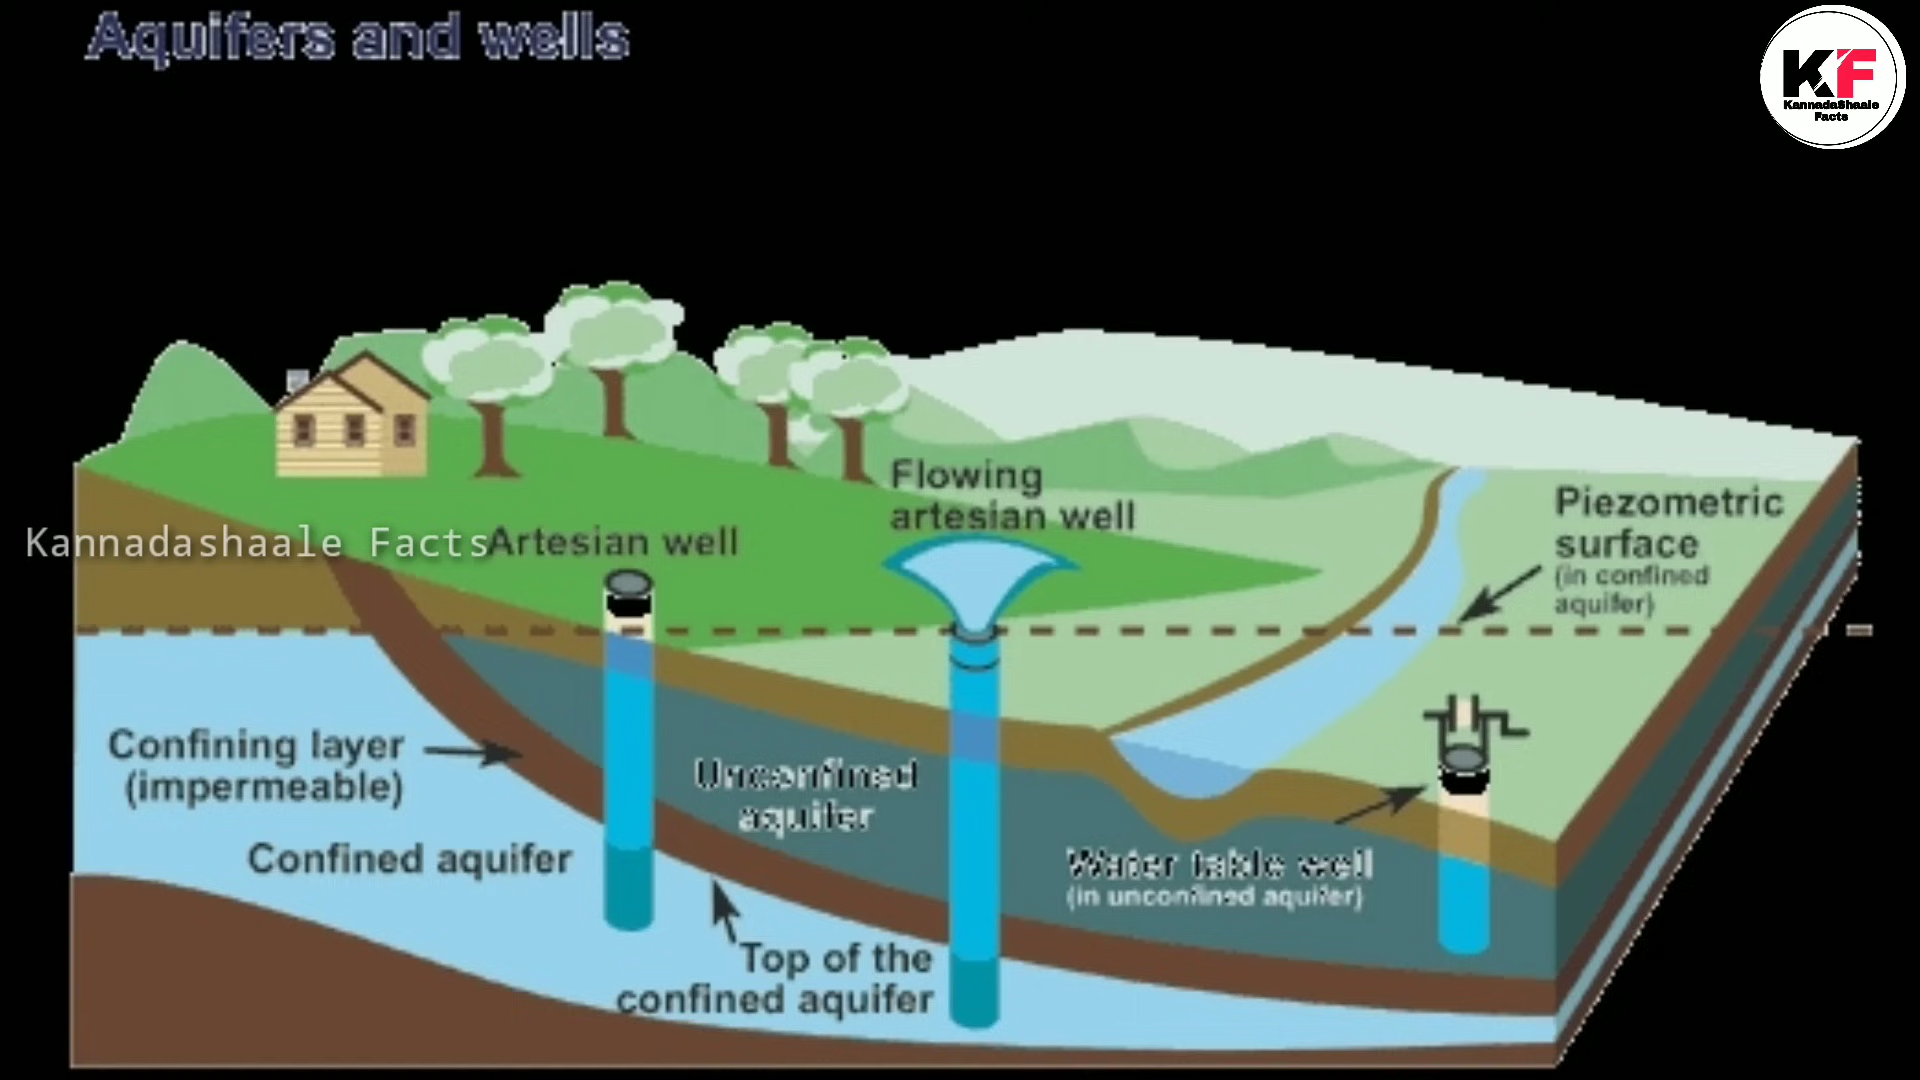 Aquifers and wells
KF
KannadaShaale
Facts
Flowing
artesian well
Piezometric
surface
(in confined
aquifer)
Kannadashaale Facts
Artesian well
Confining layer
(impermeable)
Unconfined
aquifer
Confined aquifer
Water table well
(in unconfined aquifer)
Top of the
confined aquifer